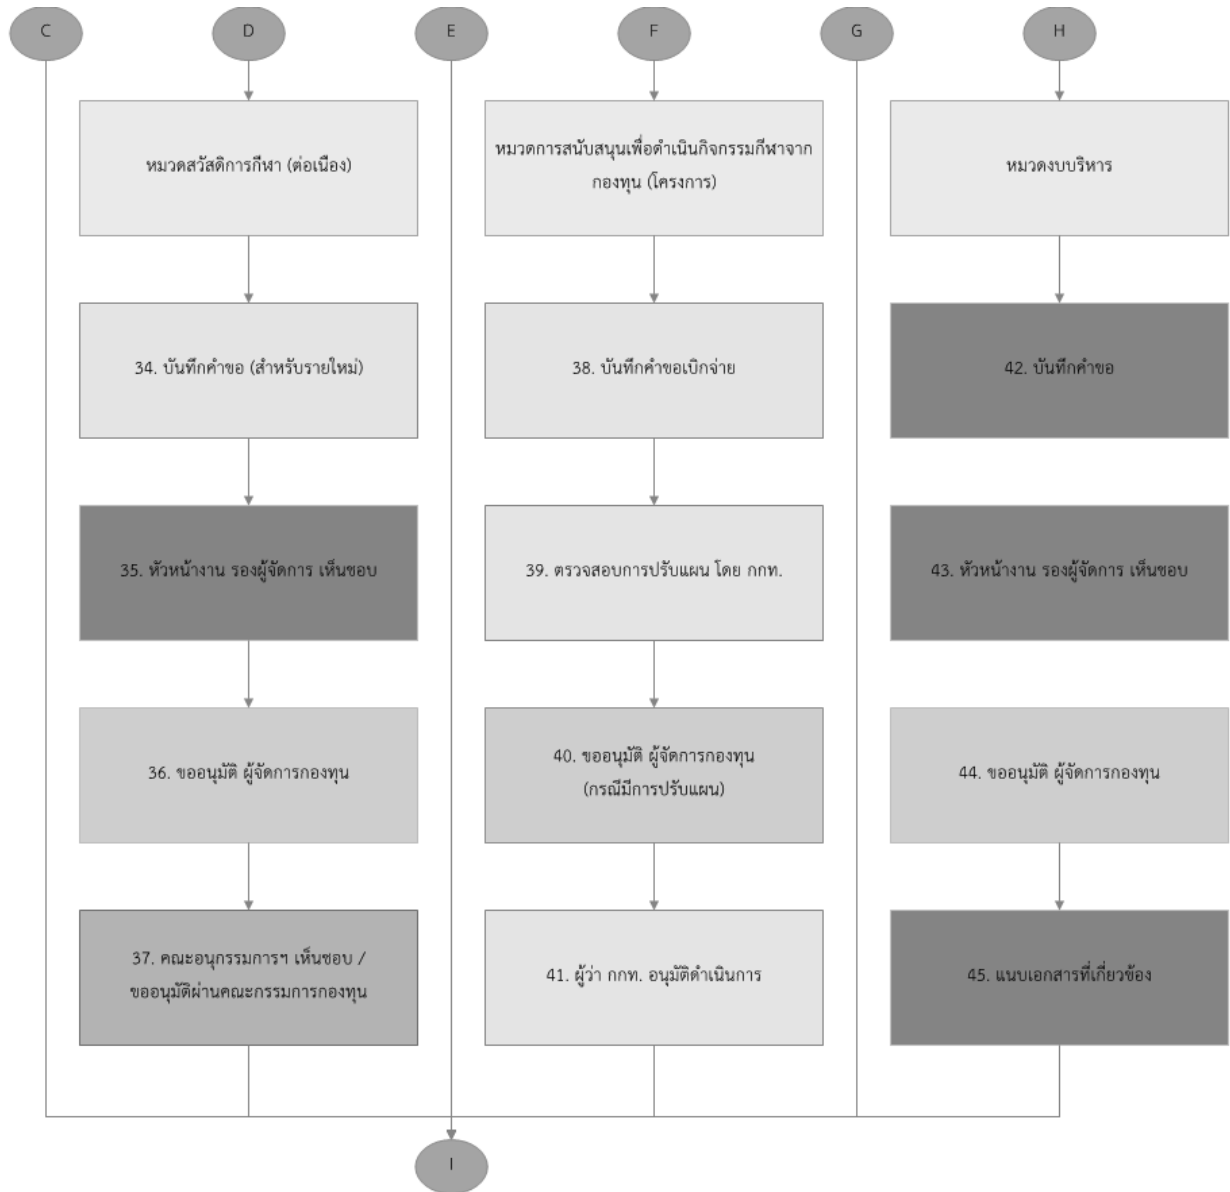 C
D
E
F
G
H
หมวดสวัสดิการกีฬา (ต่อเนื่อง)
หมวดการสนับสนุนเพื่อดำเนินกิจกรรมกีฬาจาก
กองทุน (โครงการ)
หมวดงบบริหาร
34. บันทึกคำขอ (สำหรับรายใหม่)
38. บันทึกคำขอเบิกจ่าย
42. บันทึกคำขอ
35. หัวหน้างาน รองผู้จัดการ เห็นชอบ
39. ตรวจสอบการปรับแผน โดย กกท.
43. หัวหน้างาน รองผู้จัดการ เห็นชอบ
36. ขออนุมัติ ผู้จัดการกองทุน
40. ขออนุมัติ ผู้จัดการกองทุน
(กรณีมีการปรับแผน)
44. ขออนุมัติ ผู้จัดการกองทุน
37. คณะอนุกรรมการฯ เห็นชอบ /
ขออนุมัติผ่านคณะกรรมการกองทุน
41. ผู้ว่า กกท. อนุมัติดำเนินการ
45. แนบเอกสารที่เกี่ยวข้อง
I